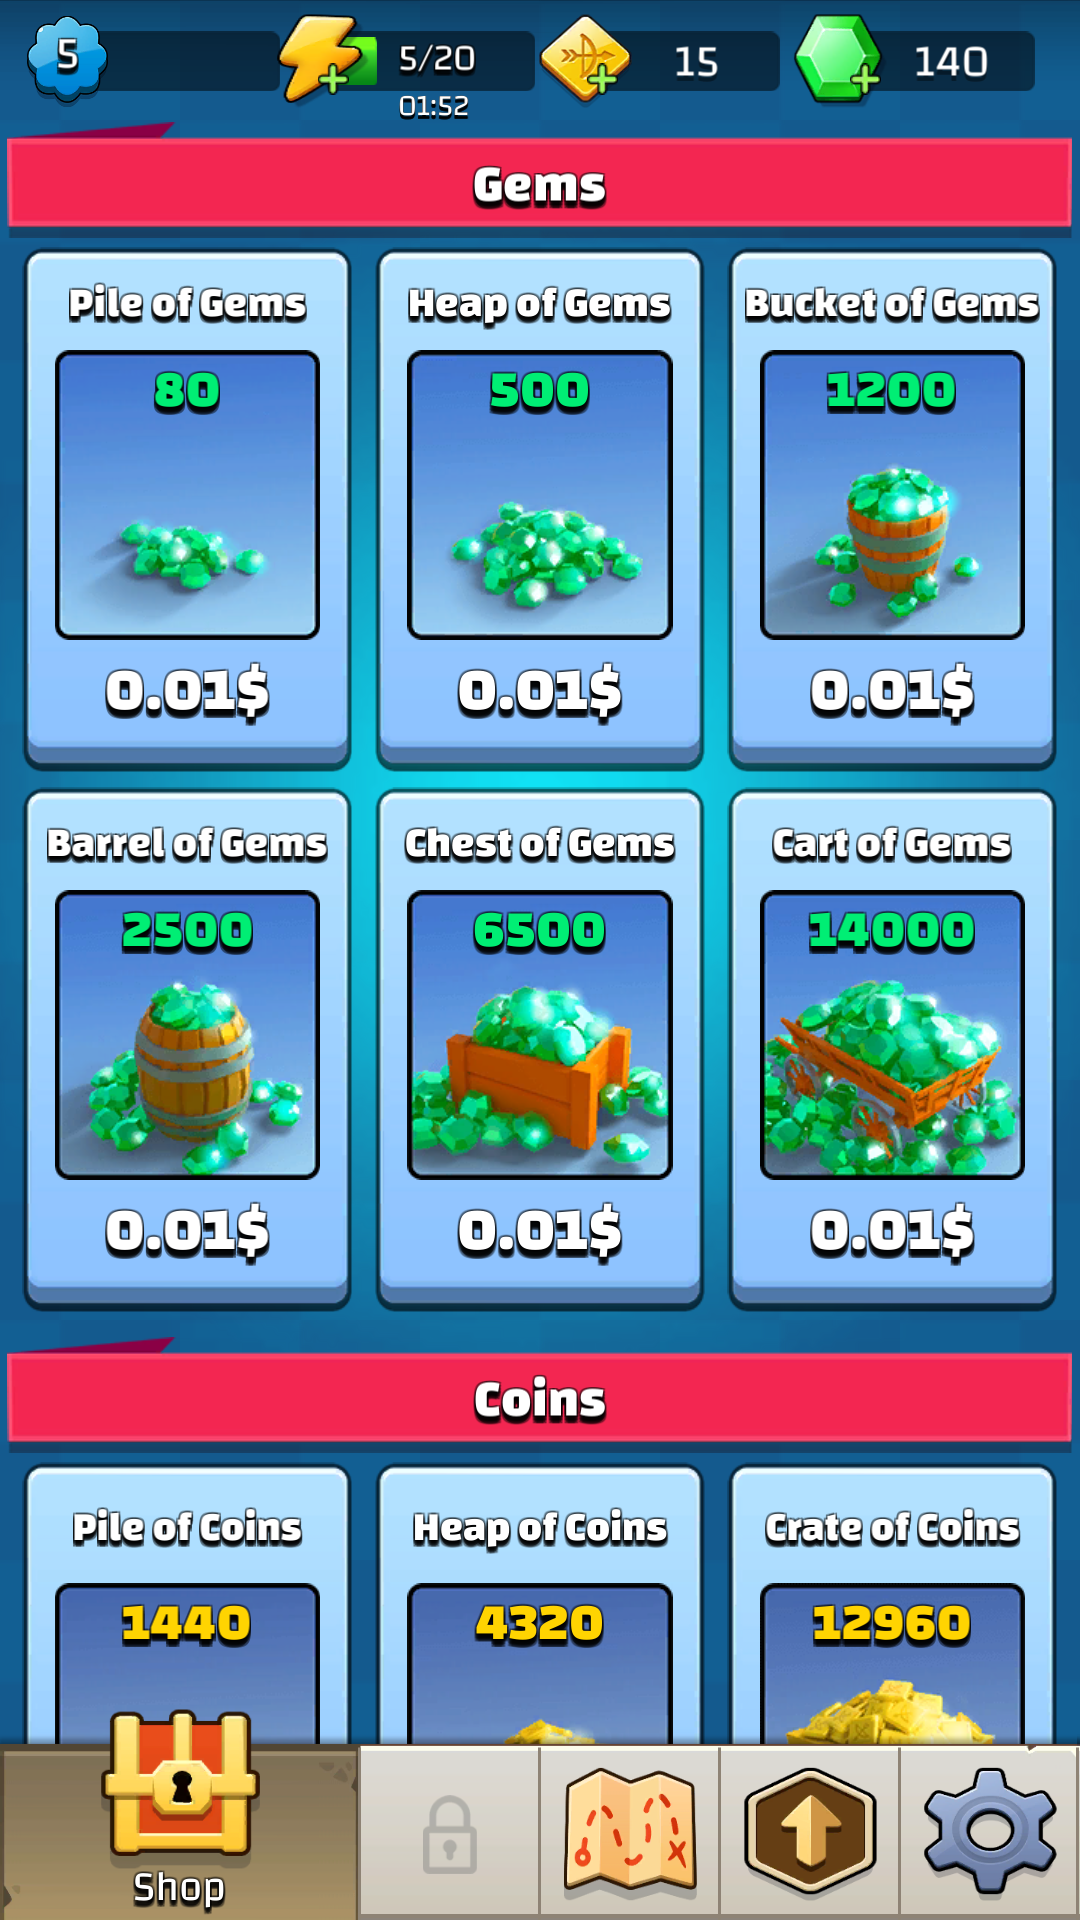 5
5/20
15
140
01:52
Gems
Pile of Gems
Heap of Gems
Bucket of Gems
80
500
1200
0.01$
0.01$
0.01$
Barrel of Gems
Chest of Gems
Cart of Gems
2500
6500
14000
0.01$
0.01$
0.01$
Coins
Pile of Coins
Heap of Coins
Crate of Coins
1440
4320
12960
Shop